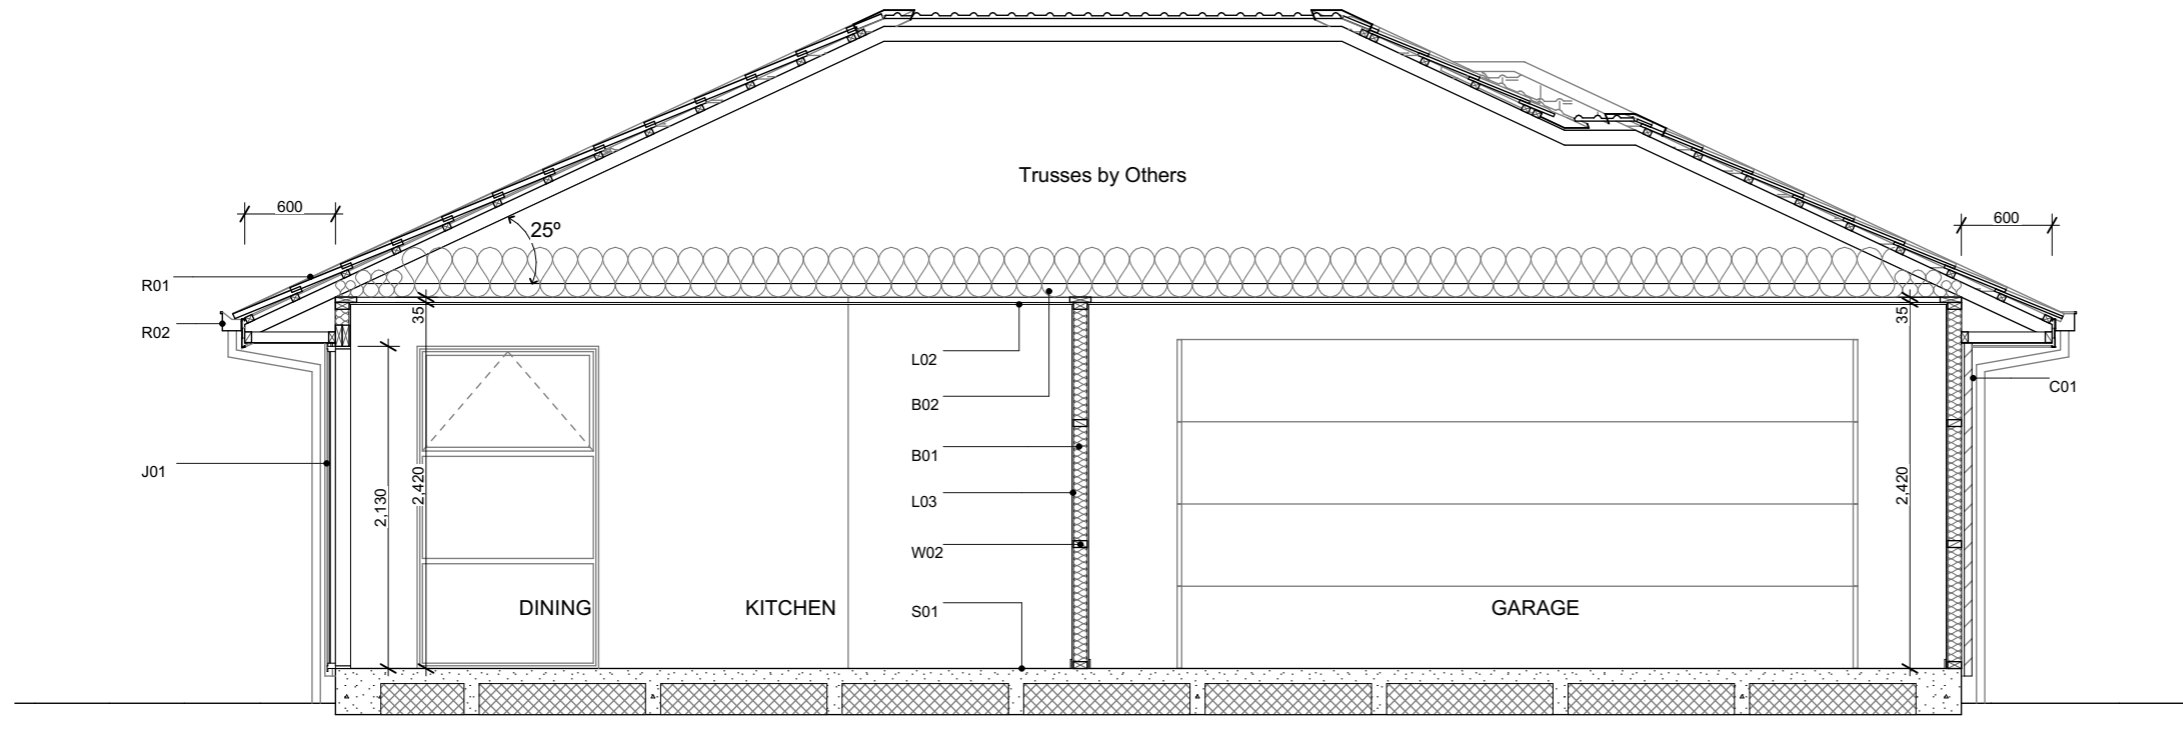 Trusses by Others
600
600
25º
R01
R02
35
35
L02
B02
C01
B01
J01
2,420
2,420
2,130
L03
W02
DINING
KITCHEN
S01
GARAGE